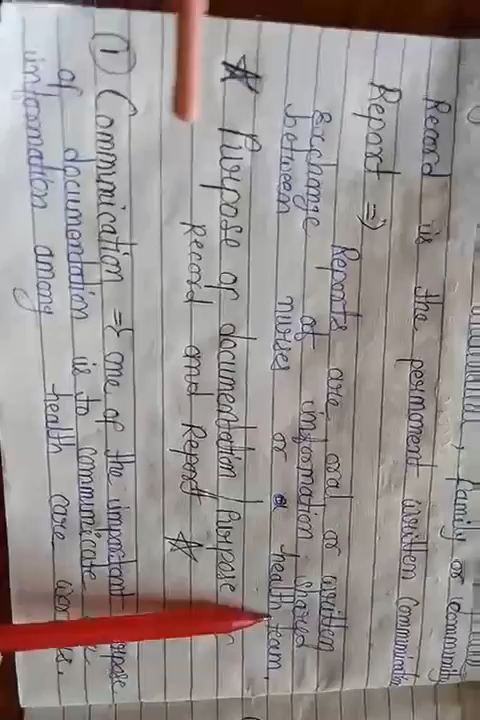 family or community
Record is the permanent written communication
Report ⇒
Reports are oral or written
exchange of information shared
between nurses or a health team.
☆ Purpose of documentation / Purpose
Record and Report ☆
① Communication ⇒ one of the important
of documentation is to communicate
information among health care